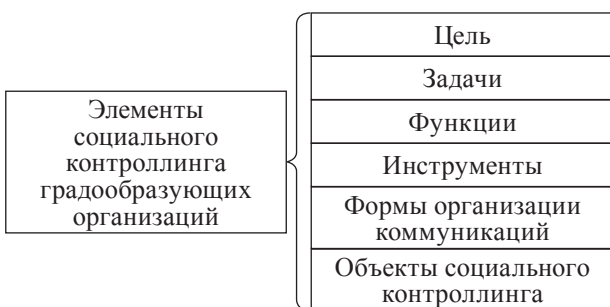 Элементы
социального
контроллинга
градообразующих
организаций
Цель
Задачи
Функции
Инструменты
Формы организации
коммуникаций
Объекты социального
контроллинга